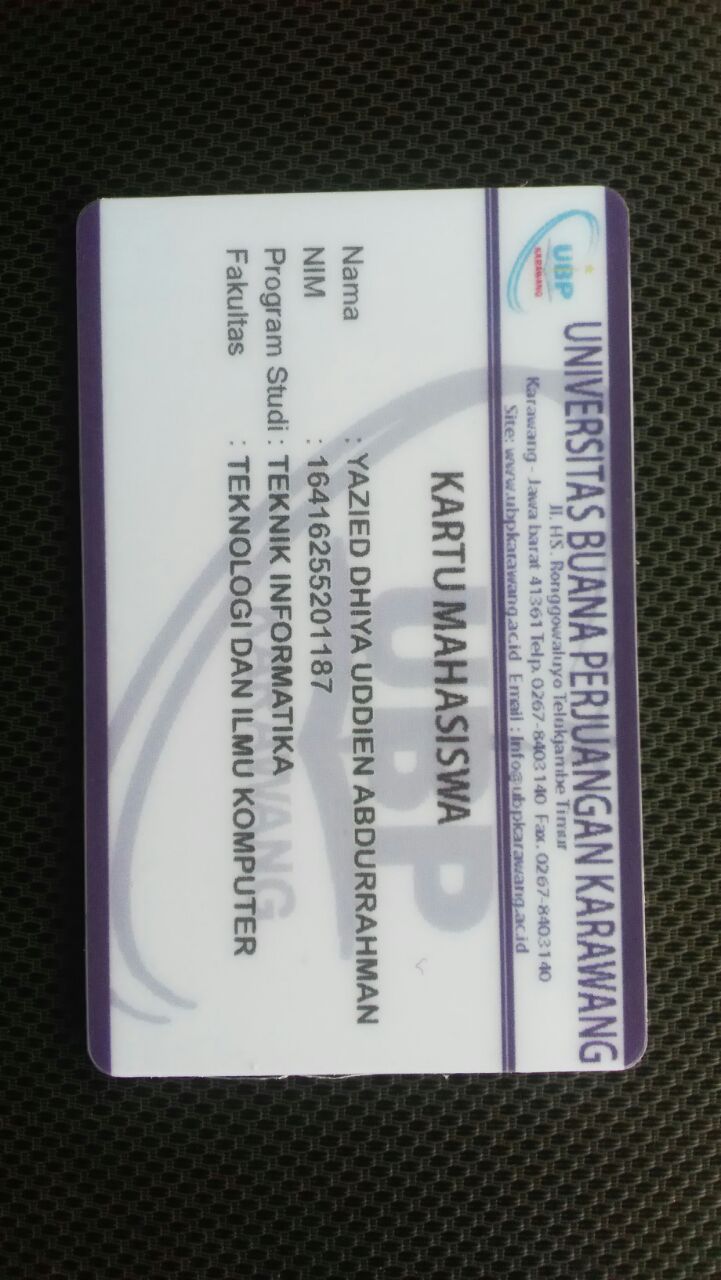 UBP
KARAWANG
UNIVERSITAS BUANA PERJUANGAN KARAWANG
Jl. HS. Ronggowaluyo Telukjambe Timur
Karawang - Jawa barat 41361 Telp. 0267-8403140 Fax. 0267-8403140
Site: www.ubpkarawang.ac.id Email : Info@ubpkarawang.ac.id
KARTU MAHASISWA
Nama : YAZIED DHIYA UDDIEN ABDURRAHMAN
NIM : 16416255201187
Program Studi : TEKNIK INFORMATIKA
Fakultas : TEKNOLOGI DAN ILMU KOMPUTER
UBP
KARAWANG